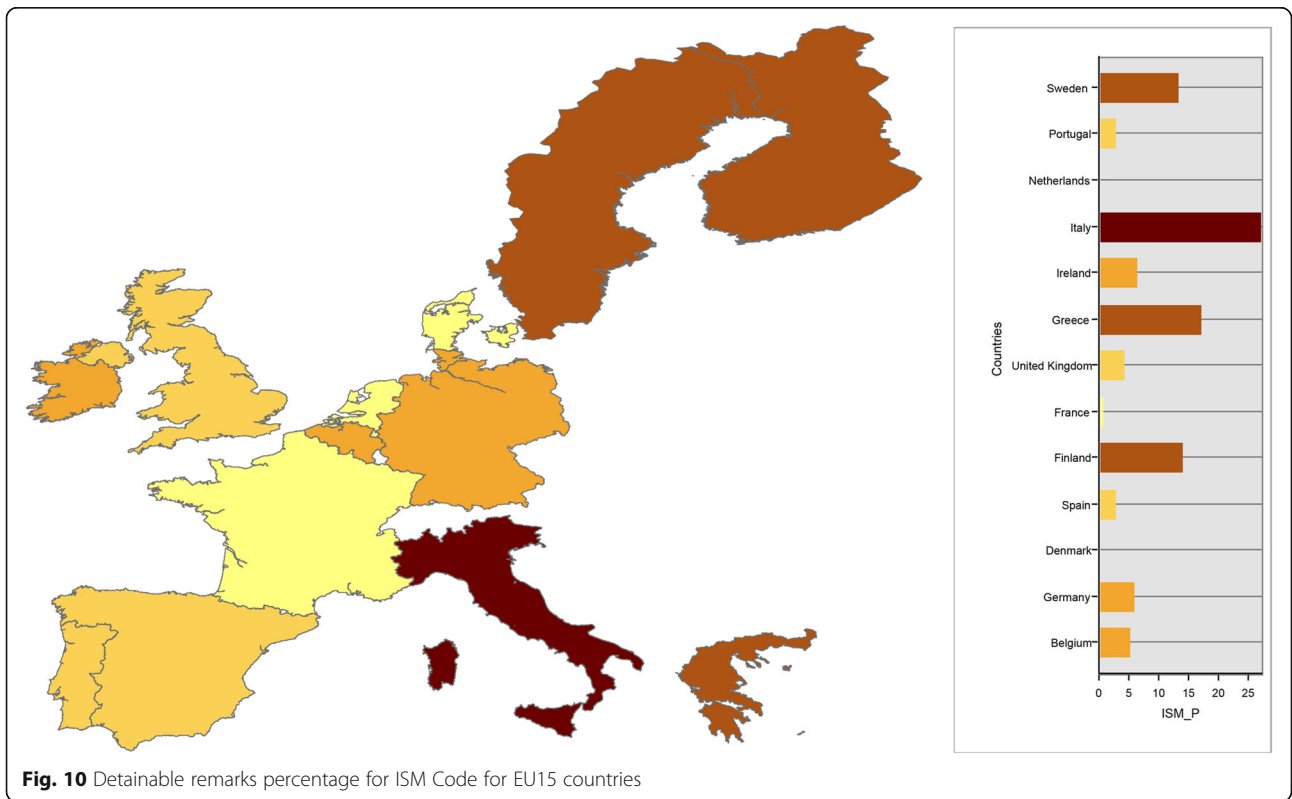 Sweden
Portugal
Netherlands
Italy
Ireland
Greece
United Kingdom
France
Finland
Spain
Denmark
Germany
Belgium
Countries
0 5 10 15 20 25
ISM_P
Fig. 10 Detainable remarks percentage for ISM Code for EU15 countries